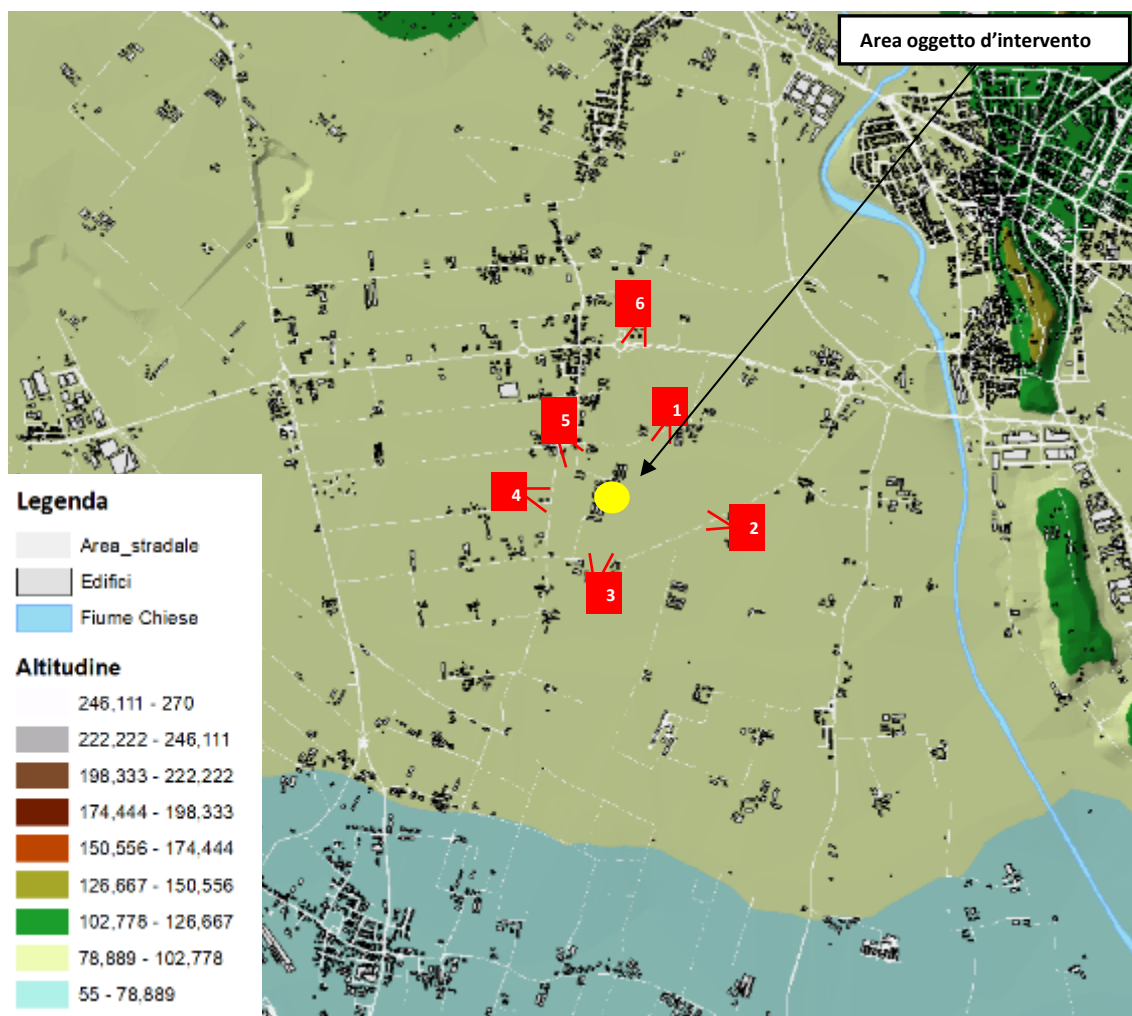 Area oggetto d’intervento
6
1
5
4
2
3
Legenda
Area_stradale
Edifici
Fiume Chiese
Altitudine
246,111 - 270
222,222 - 246,111
198,333 - 222,222
174,444 - 198,333
150,556 - 174,444
126,667 - 150,556
102,778 - 126,667
78,889 - 102,778
55 - 78,889